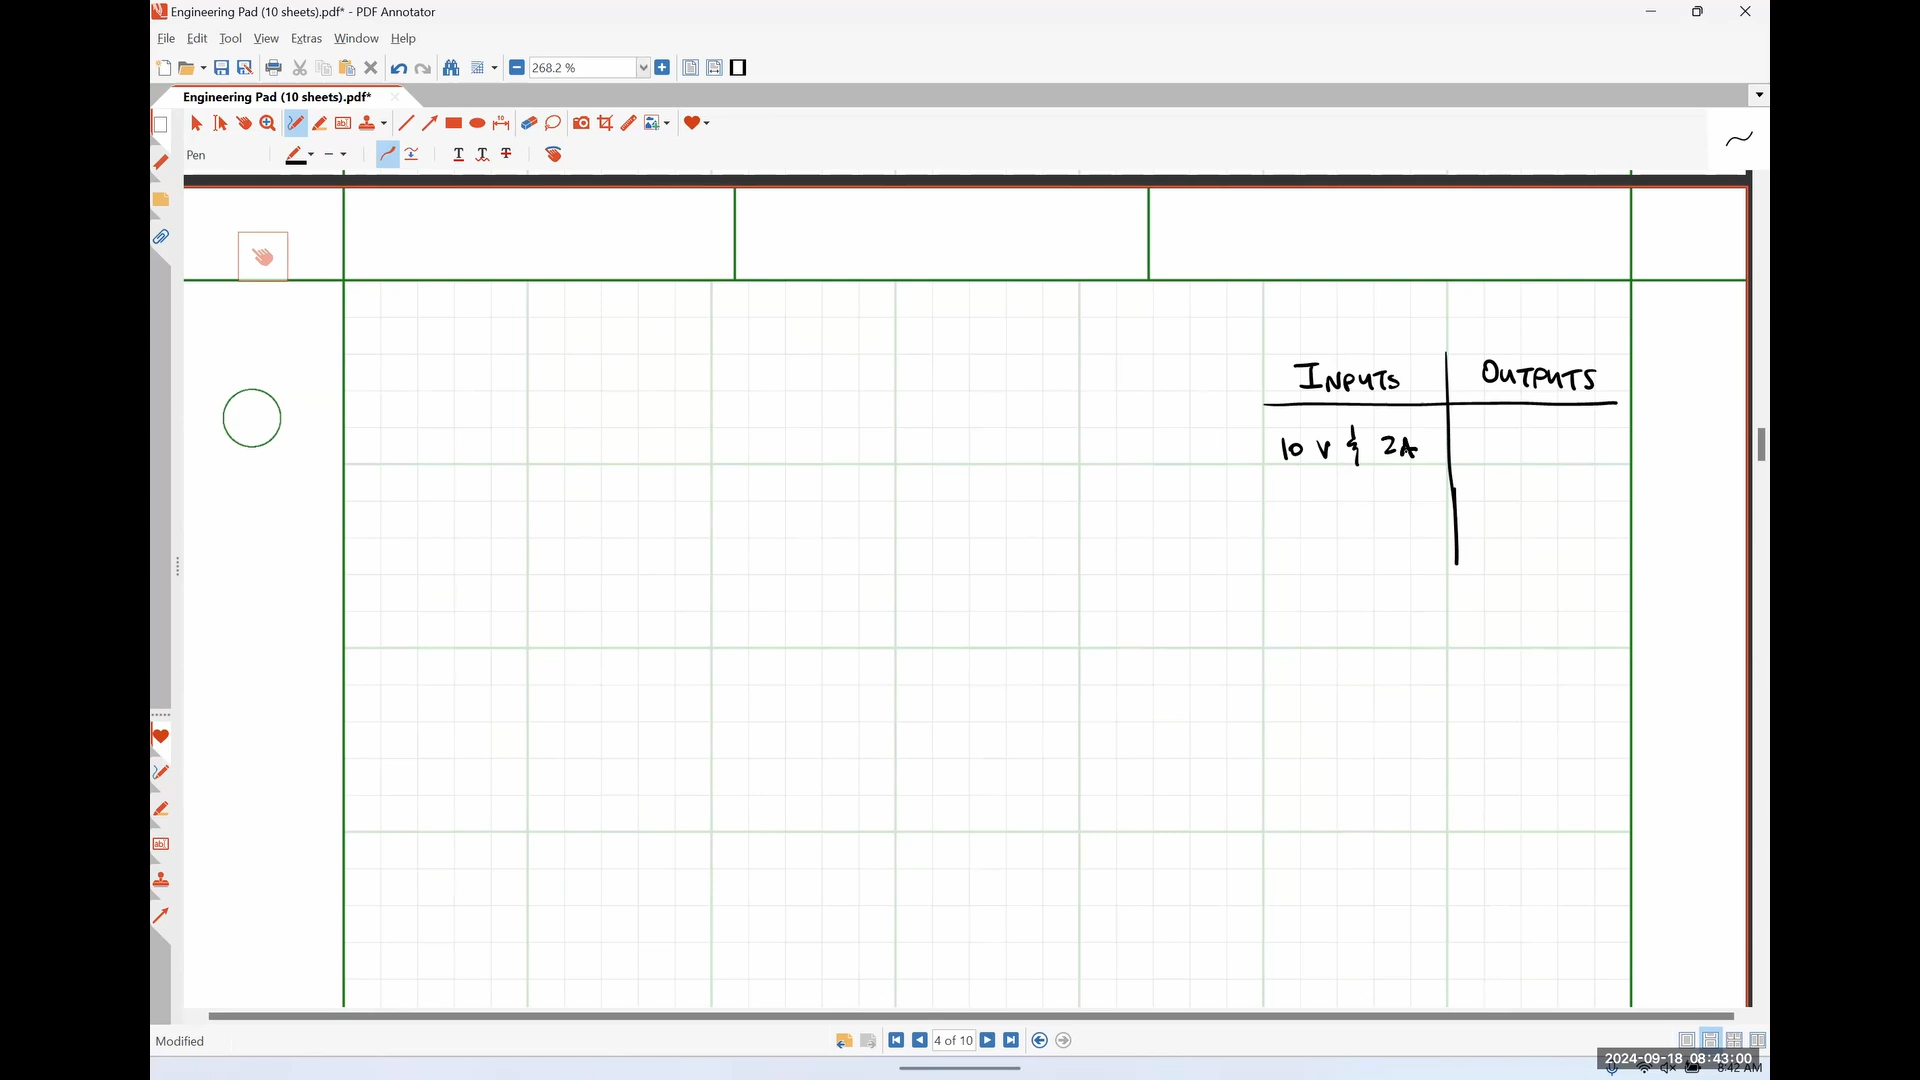 Engineering Pad (10 sheets).pdf* - PDF Annotator
File Edit Tool View Extras Window Help
268.2 %
Engineering Pad (10 sheets).pdf*
Pen
INPUTS OUTPUTS
10 V & 2A
Modified
4 of 10
2024-09-18 08:43:00
8:42 AM